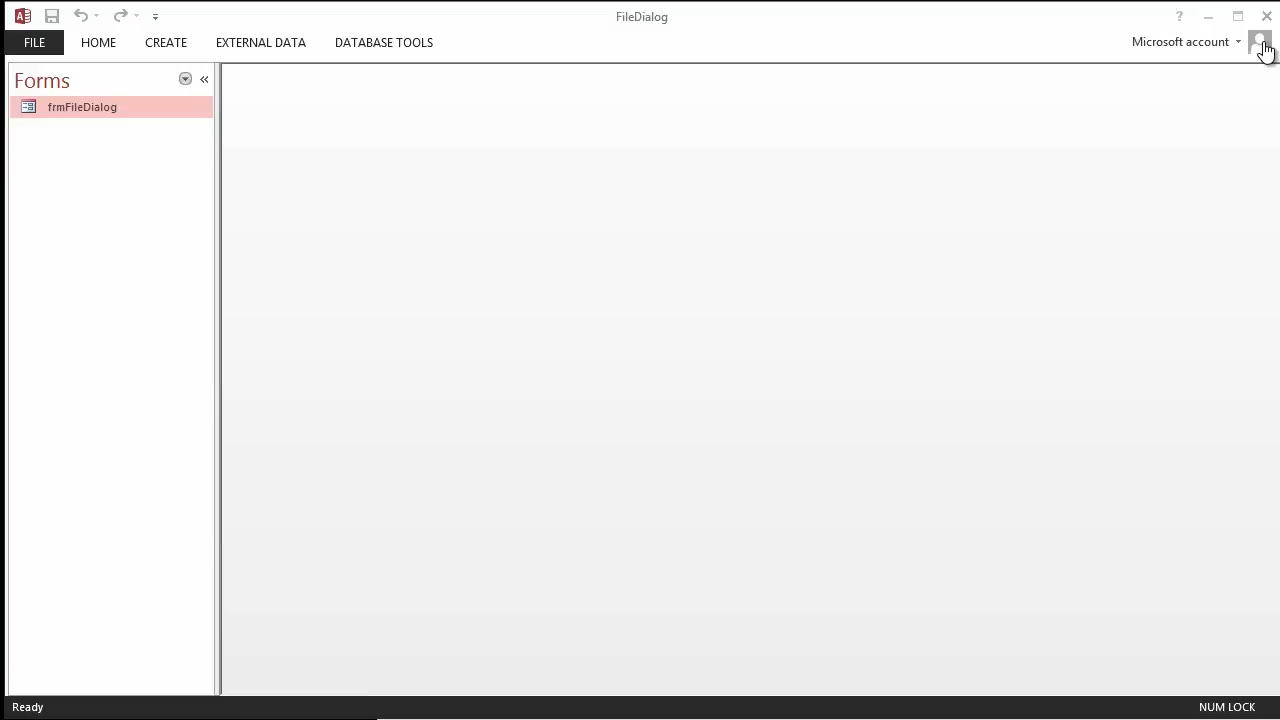 FileDialog
?
FILE HOME CREATE EXTERNAL DATA DATABASE TOOLS Microsoft account
Forms
frmFileDialog
Ready NUM LOCK